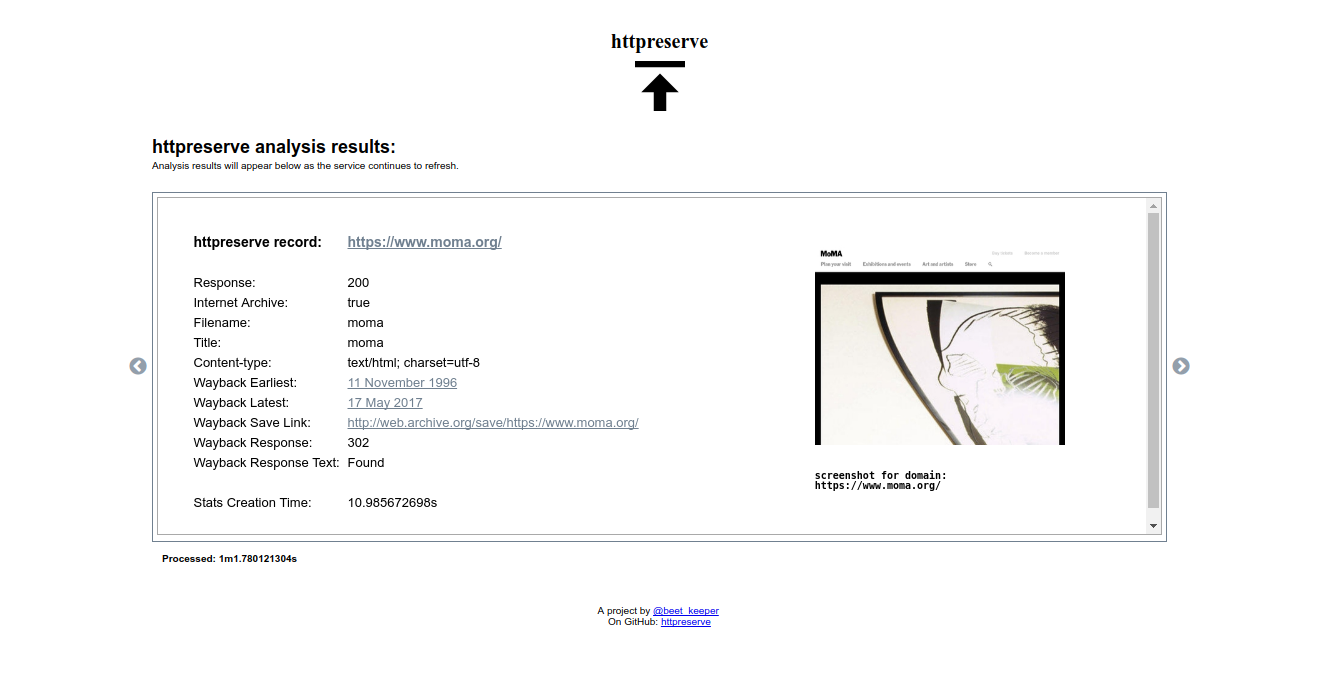 httpreserve
httpreserve analysis results:
Analysis results will appear below as the service continues to refresh.
httpreserve record: https://www.moma.org/
Response: 200
Internet Archive: true
Filename: moma
Title: moma
Content-type: text/html; charset=utf-8
Wayback Earliest: 11 November 1996
Wayback Latest: 17 May 2017
Wayback Save Link: http://web.archive.org/save/https://www.moma.org/
Wayback Response: 302
Wayback Response Text: Found
Stats Creation Time: 10.985672698s
MoMA
Plan your visit Exhibitions and events Art and artists Store
screenshot for domain:
https://www.moma.org/
Processed: 1m1.780121304s
A project by @beet_keeper
On GitHub: httpreserve